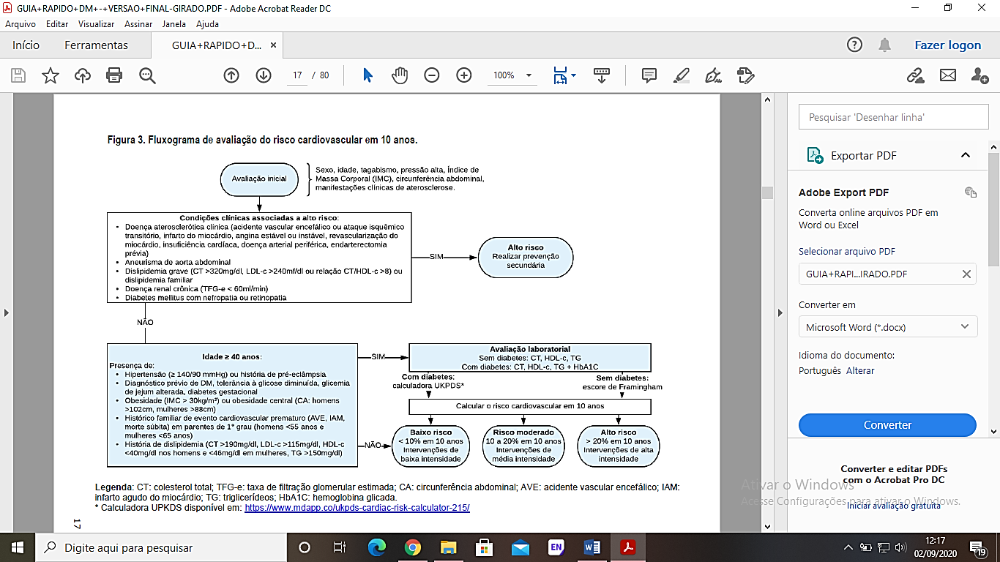 GUIA+RAPIDO+DM+-+VERSAO+FINAL-GIRADO.PDF - Adobe Acrobat Reader DC
Arquivo Editar Visualizar Assinar Janela Ajuda
Início Ferramentas GUIA+RAPIDO+D... × Fazer logon
17 / 80 100%
Figura 3. Fluxograma de avaliação do risco cardiovascular em 10 anos.
Avaliação inicial
Sexo, idade, tagabismo, pressão alta, Índice de
Massa Corporal (IMC), circunferência abdominal,
manifestações clínicas de aterosclerose.
Condições clínicas associadas a alto risco:
• Doença aterosclerótica clínica (acidente vascular encefálico ou ataque isquêmico
transitório, infarto do miocárdio, angina estável ou instável, revascularização do
miocárdio, insuficiência cardíaca, doença arterial periférica, endarterectomia
prévia)
• Aneurisma de aorta abdominal
• Dislipidemia grave (CT >320mg/dl, LDL-c >240mf/dl ou relação CT/HDL-c >8) ou
dislipidemia familiar
• Doença renal crônica (TFG-e < 60ml/min)
• Diabetes mellitus com nefropatia ou retinopatia
SIM
Alto risco
Realizar prevenção
secundária
NÃO
Idade ≥ 40 anos:
Presença de:
• Hipertensão (≥ 140/90 mmHg) ou história de pré-eclâmpsia
• Diagnóstico prévio de DM, tolerância à glicose diminuída, glicemia
de jejum alterada, diabetes gestacional
• Obesidade (IMC > 30kg/m²) ou obesidade central (CA: homens
>102cm, mulheres >88cm)
• Histórico familiar de evento cardiovascular prematuro (AVE, IAM,
morte súbita) em parentes de 1° grau (homens <55 anos e
mulheres <65 anos)
• História de dislipidemia (CT >190mg/dl, LDL-c >115mg/dl, HDL-c
<40mg/dl nos homens e <46mg/dl em mulheres, TG >150mg/dl)
SIM
Avaliação laboratorial
Sem diabetes: CT, HDL-c, TG
Com diabetes: CT, HDL-c, TG + HbA1C
Com diabetes:
calculadora UKPDS*
Sem diabetes:
escore de Framingham
Calcular o risco cardiovascular em 10 anos
NÃO
Baixo risco
< 10% em 10 anos
Intervenções de
baixa intensidade
Risco moderado
10 a 20% em 10 anos
Intervenções de
média intensidade
Alto risco
> 20% em 10 anos
Intervenções de alta
intensidade
Legenda: CT: colesterol total; TFG-e: taxa de filtração glomerular estimada; CA: circunferência abdominal; AVE: acidente vascular encefálico; IAM:
infarto agudo do miocárdio; TG: triglicerídeos; HbA1C: hemoglobina glicada.
* Calculadora UPKDS disponível em: https://www.mdapp.co/ukpds-cardiac-risk-calculator-215/
17
Pesquisar 'Desenhar linha'
Exportar PDF
Adobe Export PDF
Converta online arquivos PDF em
Word ou Excel
Selecionar arquivo PDF
GUIA+RAPI...IRADO.PDF
Converter em
Microsoft Word (*.docx)
Idioma do documento:
Português Alterar
Converter
Converter e editar PDFs
com o Acrobat Pro DC
Iniciar avaliação gratuita
Ativar o Windows
Acesse Configurações para ativar o Windows.
Digite aqui para pesquisar
EN
12:17
02/09/2020
19